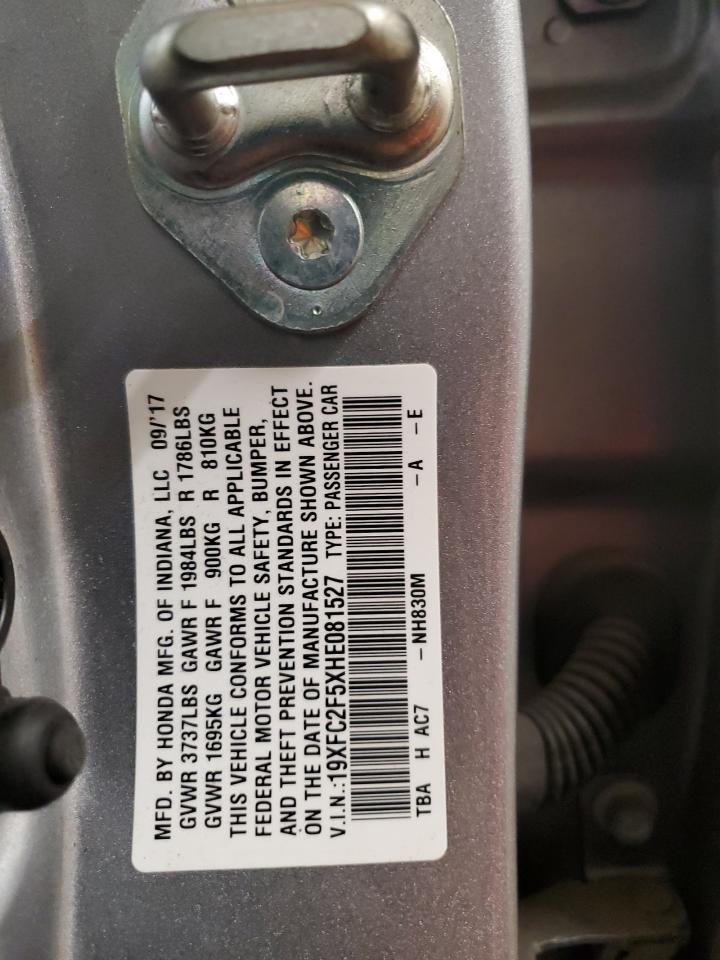 MFD. BY HONDA MFG. OF INDIANA, LLC 09/'17
GVWR 3737LBS GAWR F 1984LBS R 1786LBS
GVWR 1695KG GAWR F 900KG R 810KG
THIS VEHICLE CONFORMS TO ALL APPLICABLE
FEDERAL MOTOR VEHICLE SAFETY, BUMPER,
AND THEFT PREVENTION STANDARDS IN EFFECT
ON THE DATE OF MANUFACTURE SHOWN ABOVE.
V.I.N.:19XFC2F5XHE081527 TYPE: PASSENGER CAR
TBA H AC7 -NH830M -A -E